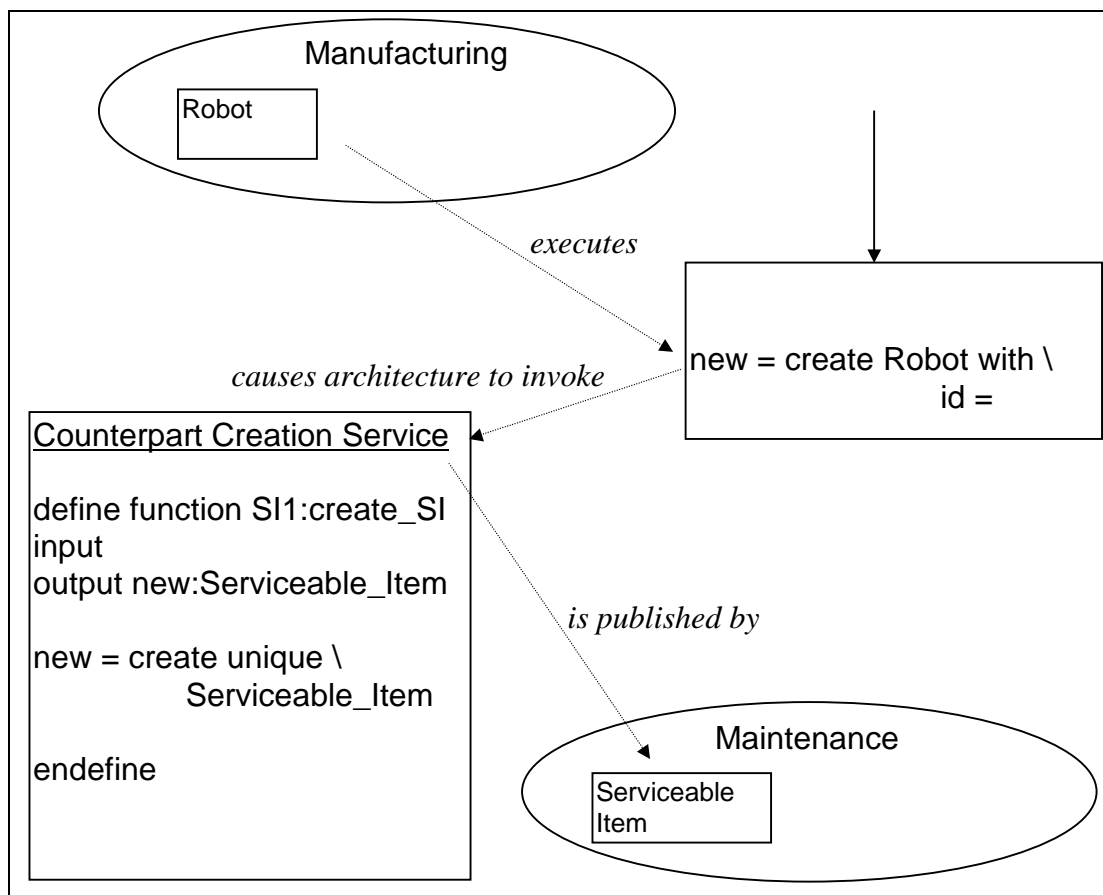 Manufacturing
Robot
executes
new = create Robot with \
id =
causes architecture to invoke
Counterpart Creation Service
define function SI1:create_SI
input
output new:Serviceable_Item
new = create unique \
Serviceable_Item
endefine
is published by
Maintenance
Serviceable
Item